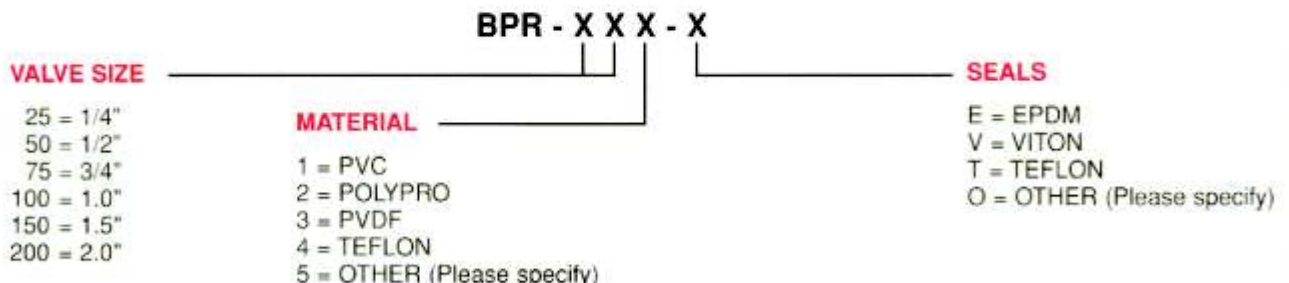 BPR - X X X - X
VALVE SIZE
25 = 1/4"
50 = 1/2"
75 = 3/4"
100 = 1.0"
150 = 1.5"
200 = 2.0"
MATERIAL
1 = PVC
2 = POLYPRO
3 = PVDF
4 = TEFLON
5 = OTHER (Please specify)
SEALS
E = EPDM
V = VITON
T = TEFLON
O = OTHER (Please specify)